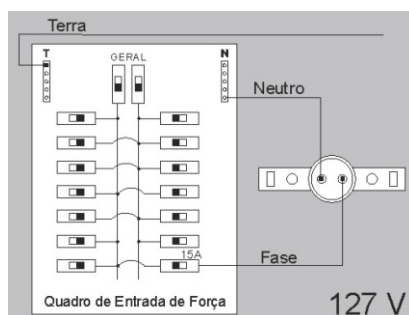 Terra
T
GERAL
N
Neutro
15A
Fase
Quadro de Entrada de Força
127 V